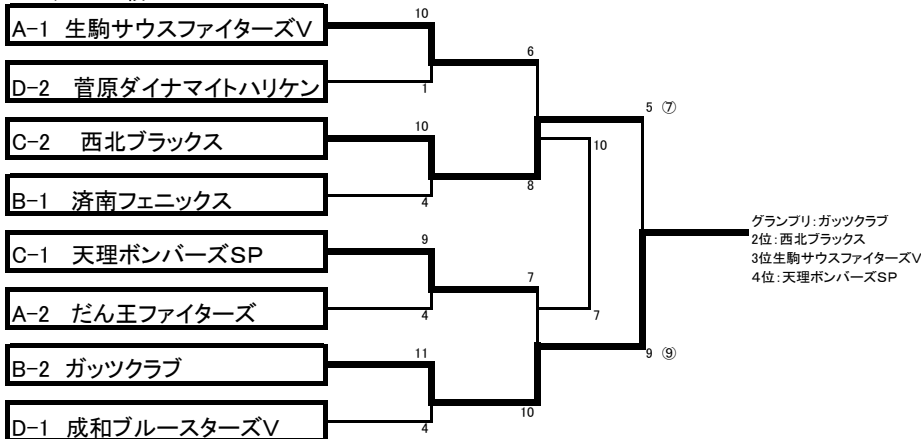 A-1 生駒サウスファイターズV
D-2 菅原ダイナマイトハリケン
C-2 西北ブラックス
B-1 済南フェニックス
C-1 天理ボンバーズSP
A-2 だん王ファイターズ
B-2 ガッツクラブ
D-1 成和ブルースターズV
10
1
10
4
9
4
11
4
6
8
7
10
10
7
5 ⑦
9 ⑨
グランプリ:ガッツクラブ
2位:西北ブラックス
3位生駒サウスファイターズV
4位:天理ボンバーズSP